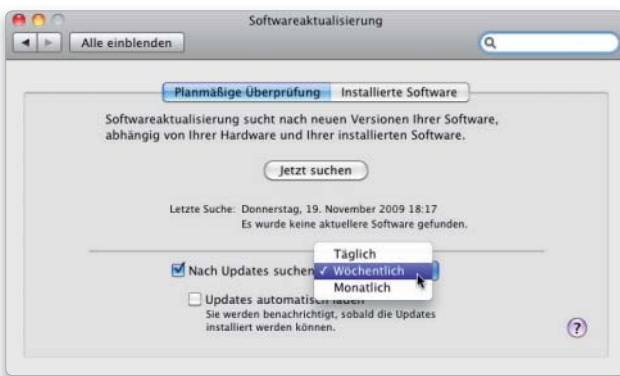 Softwareaktualisierung
Alle einblenden
Planmäßige Überprüfung Installierte Software
Softwareaktualisierung sucht nach neuen Versionen Ihrer Software,
abhängig von Ihrer Hardware und Ihrer installierten Software.
Jetzt suchen
Letzte Suche: Donnerstag, 19. November 2009 18:17
Es wurde keine aktuellere Software gefunden.
Täglich
Nach Updates suchen ✓ Wöchentlich
Monatlich
Updates automatisch laden
Sie werden benachrichtigt, sobald die Updates
installiert werden können.
?